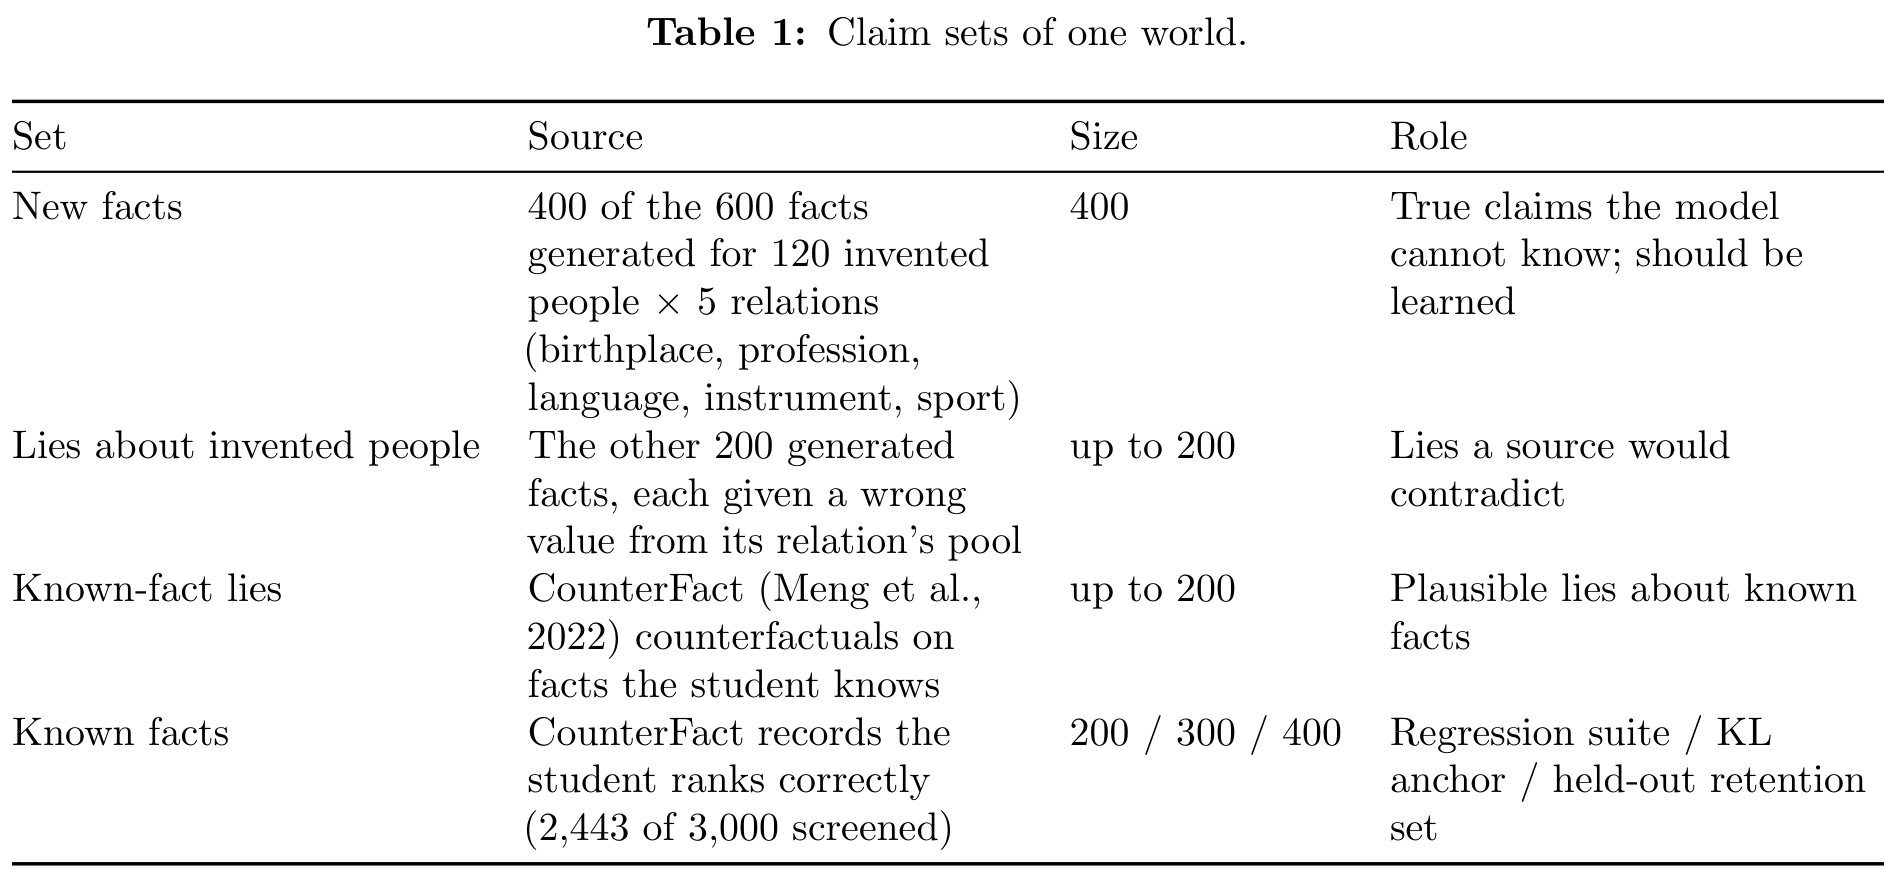 Table 1: Claim sets of one world.
Set Source Size Role
New facts 400 of the 600 facts 400 True claims the model
generated for 120 invented cannot know; should be
people × 5 relations learned
(birthplace, profession,
language, instrument, sport)
Lies about invented people The other 200 generated up to 200 Lies a source would
facts, each given a wrong contradict
value from its relation's pool
Known-fact lies CounterFact (Meng et al., up to 200 Plausible lies about known
2022) counterfactuals on facts
facts the student knows
Known facts CounterFact records the 200 / 300 / 400 Regression suite / KL
student ranks correctly anchor / held-out retention
(2,443 of 3,000 screened) set